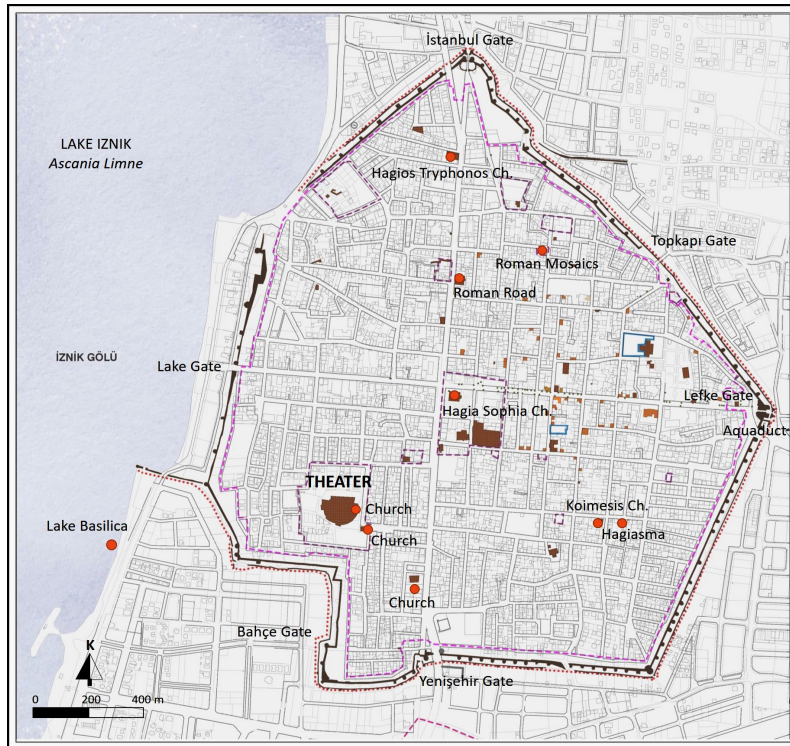 İstanbul Gate
LAKE IZNIK
Ascania Limne
Hagios Tryphonos Ch.
Topkapı Gate
Roman Mosaics
Roman Road
İZNİK GÖLÜ
Lake Gate
Lefke Gate
Hagia Sophia Ch.
Aquaduct
THEATER
Church
Koimesis Ch.
Lake Basilica
Church
Hagiasma
Church
Bahçe Gate
K
Yenişehir Gate
0 200 400 m